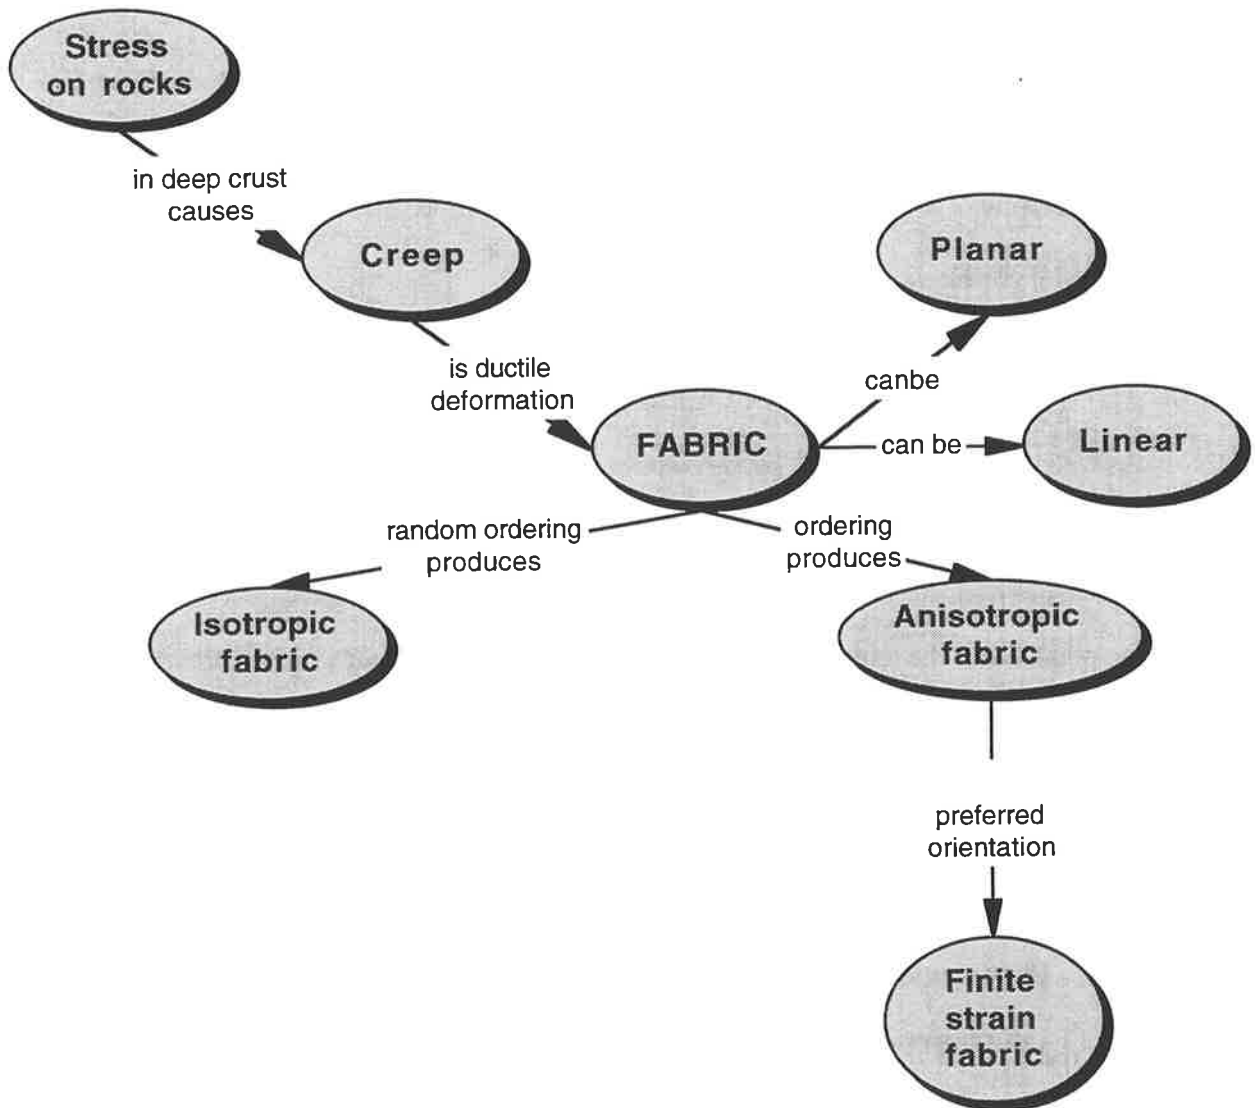 Stress
on rocks
in deep crust
causes
Creep
Planar
is ductile
deformation
canbe
FABRIC
can be
Linear
random ordering
produces
ordering
produces
Isotropic
fabric
Anisotropic
fabric
preferred
orientation
Finite
strain
fabric